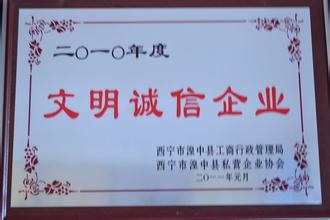 二〇一〇年度
文明诚信企业
西宁市湟中县工商行政管理局
西宁市湟中县私营企业协会
二〇一一年元月